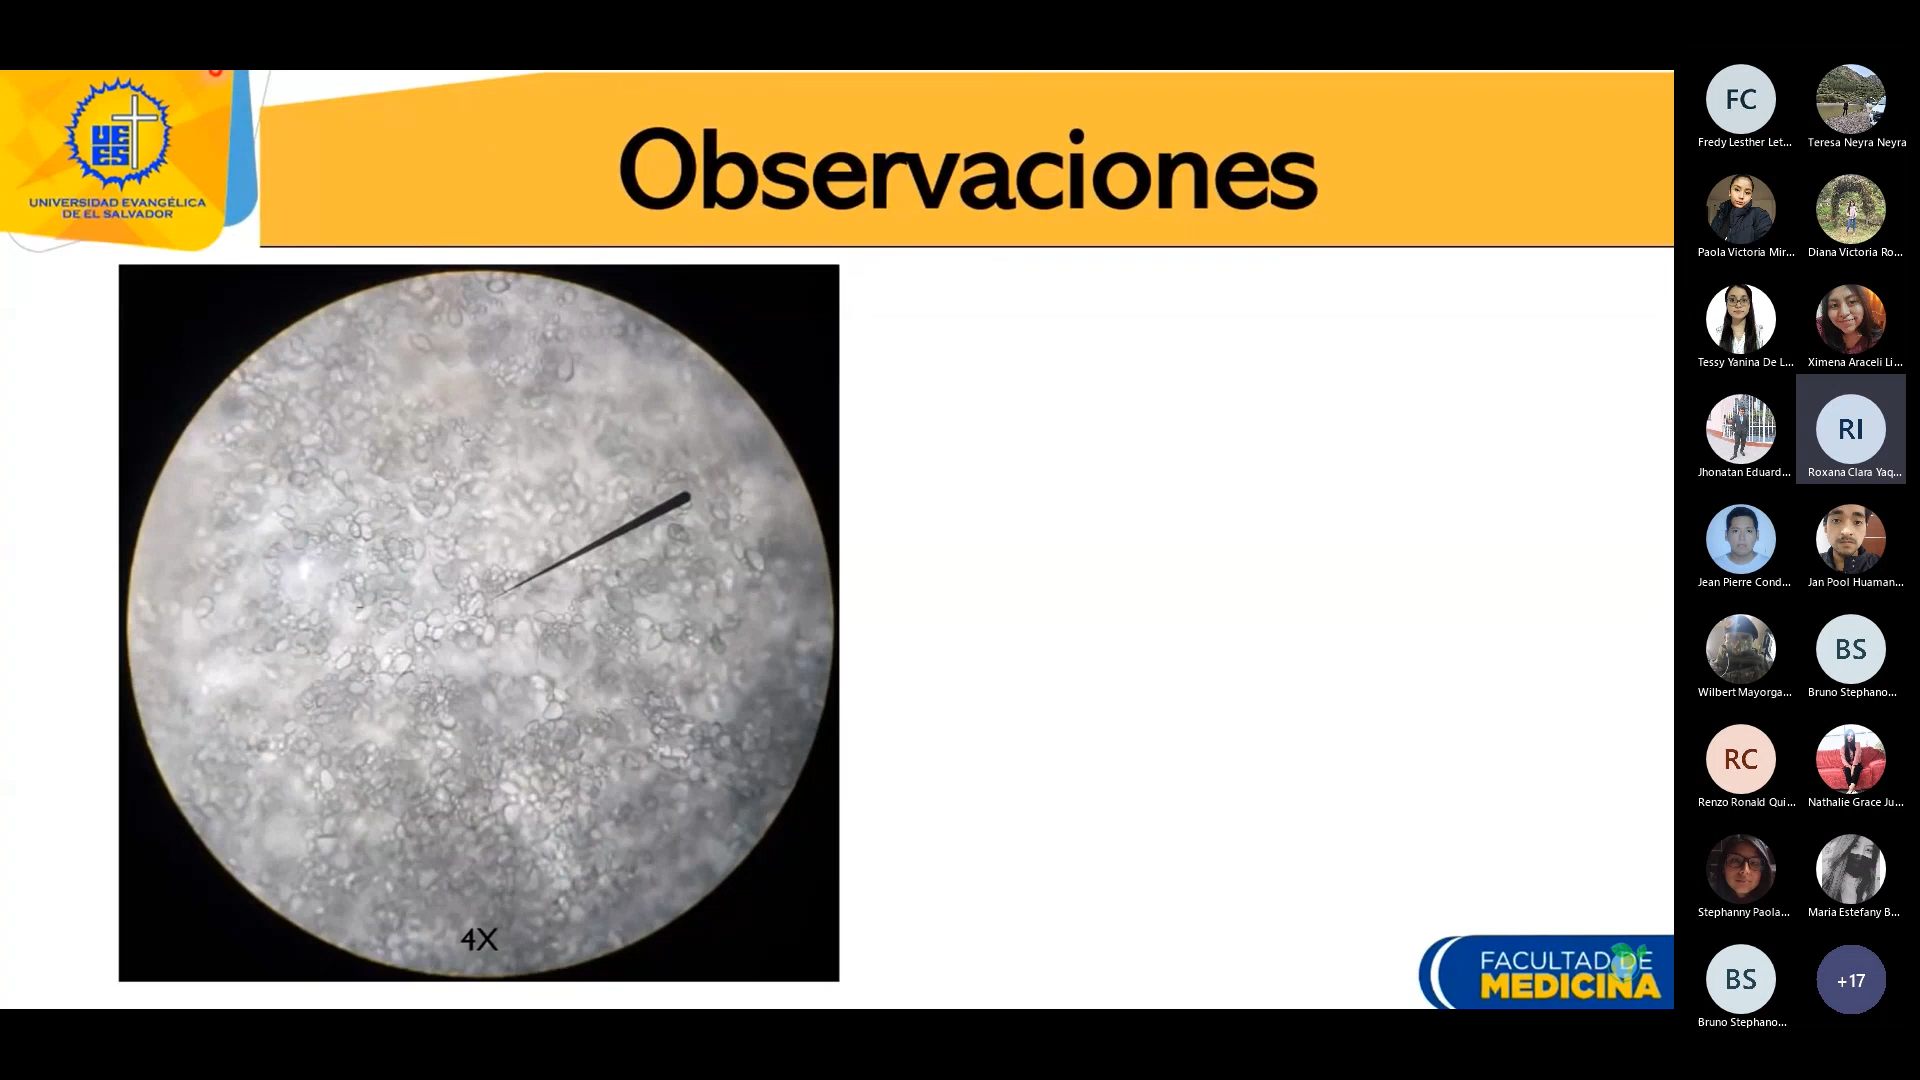 UE
ES
UNIVERSIDAD EVANGÉLICA
DE EL SALVADOR
Observaciones
4X
FACULTAD DE
MEDICINA
FC
Fredy Lesther Let...
Teresa Neyra Neyra
Paola Victoria Mir...
Diana Victoria Ro...
Tessy Yanina De L...
Ximena Araceli Li...
Jhonatan Eduard...
RI
Roxana Clara Yaq...
Jean Pierre Cond...
Jan Pool Huaman...
Wilbert Mayorga...
BS
Bruno Stephano...
RC
Renzo Ronald Qui...
Nathalie Grace Ju...
Stephanny Paola...
Maria Estefany B...
BS
Bruno Stephano...
+17